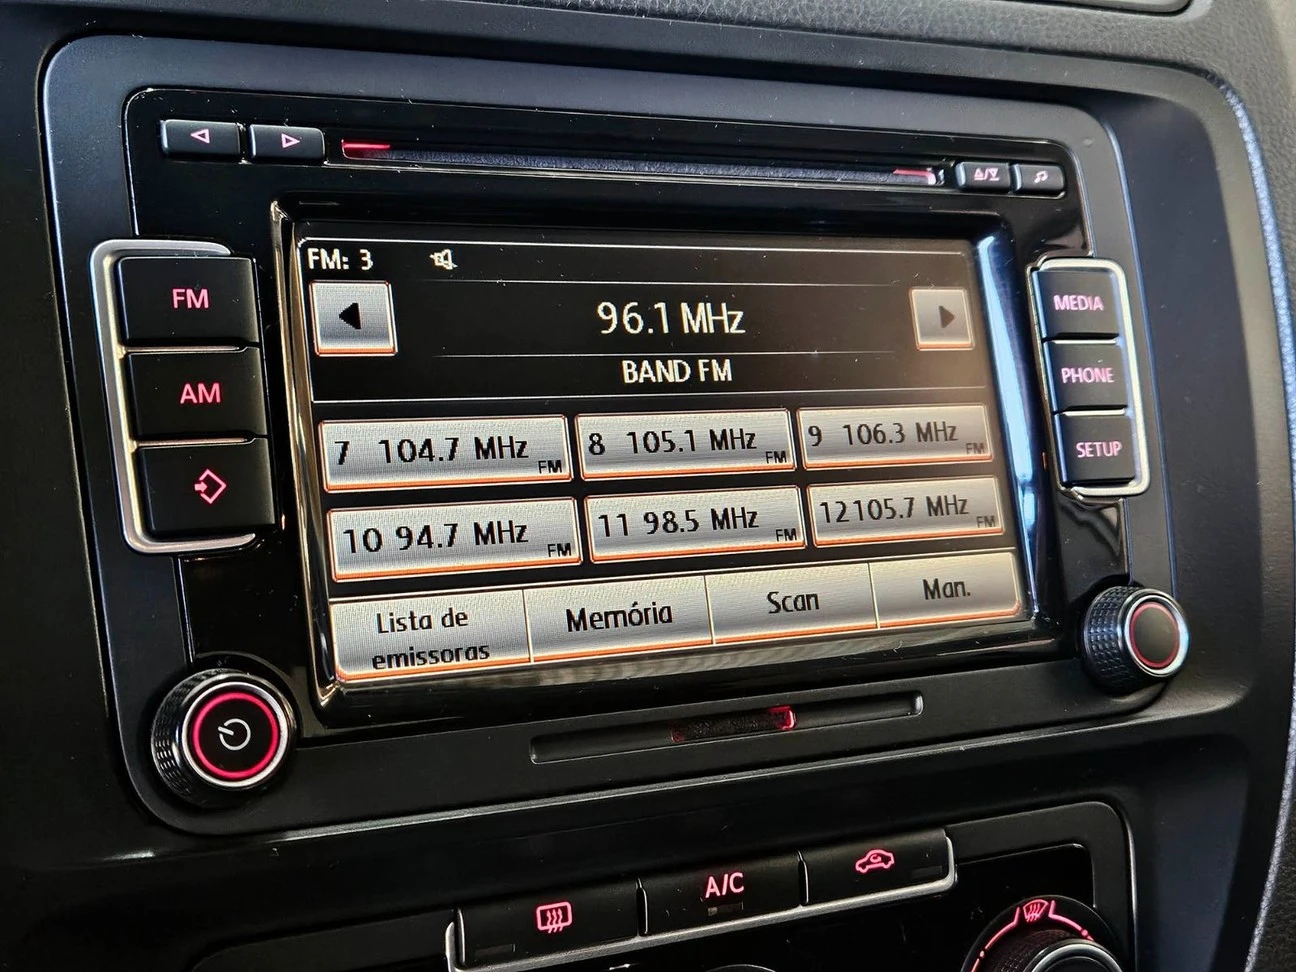 FM: 3
96.1 MHz
BAND FM
7 104.7 MHz FM
8 105.1 MHz FM
9 106.3 MHz FM
10 94.7 MHz FM
11 98.5 MHz FM
12 105.7 MHz FM
Lista de
emissoras
Memória
Scan
Man.
FM
AM
MEDIA
PHONE
SETUP
A/C